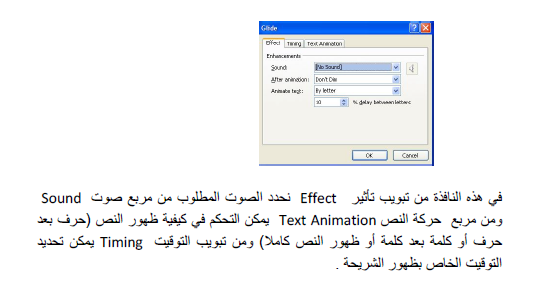 Glide
Effect Timing Text Animation
Enhancements
Sound: [No Sound]
After animation: Don't Dim
Animate text: By letter
10 % delay between letters
OK Cancel
في هذه النافذة من تبويب تأثير Effect نحدد الصوت المطلوب من مربع صوت Sound
ومن مربع حركة النص Text Animation يمكن التحكم في كيفية ظهور النص (حرف بعد
حرف أو كلمة بعد كلمة أو ظهور النص كاملا) ومن تبويب التوقيت Timing يمكن تحديد
التوقيت الخاص بظهور الشريحة .